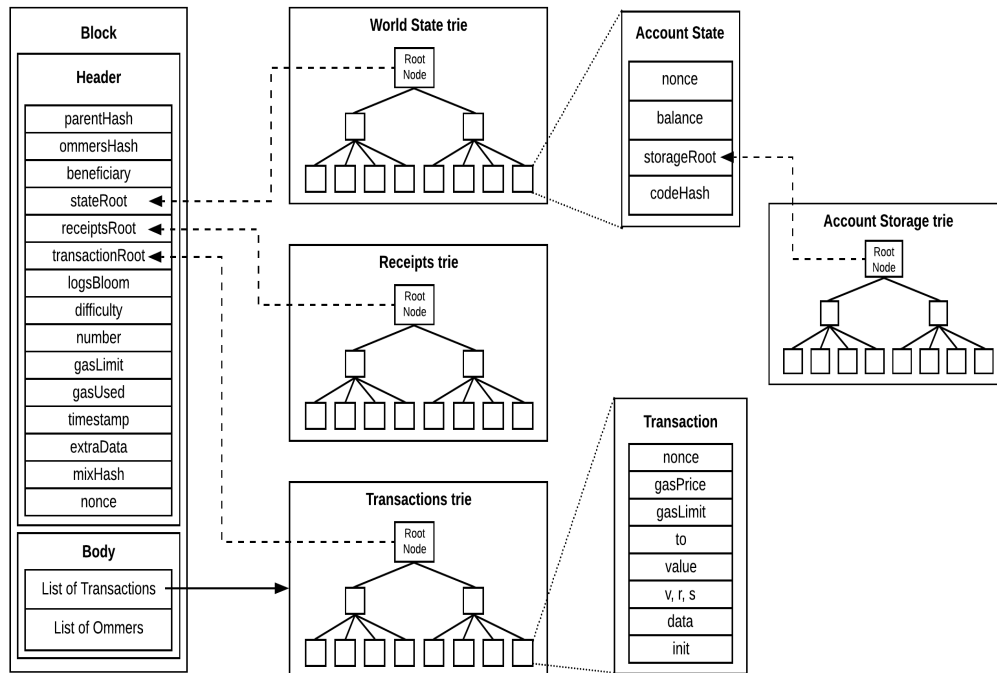 Block
Header
parentHash
ommersHash
beneficiary
stateRoot
receiptsRoot
transactionRoot
logsBloom
difficulty
number
gasLimit
gasUsed
timestamp
extraData
mixHash
nonce
Body
List of Transactions
List of Ommers
World State trie
Root
Node
Receipts trie
Root
Node
Transactions trie
Root
Node
Account State
nonce
balance
storageRoot
codeHash
Account Storage trie
Root
Node
Transaction
nonce
gasPrice
gasLimit
to
value
v, r, s
data
init